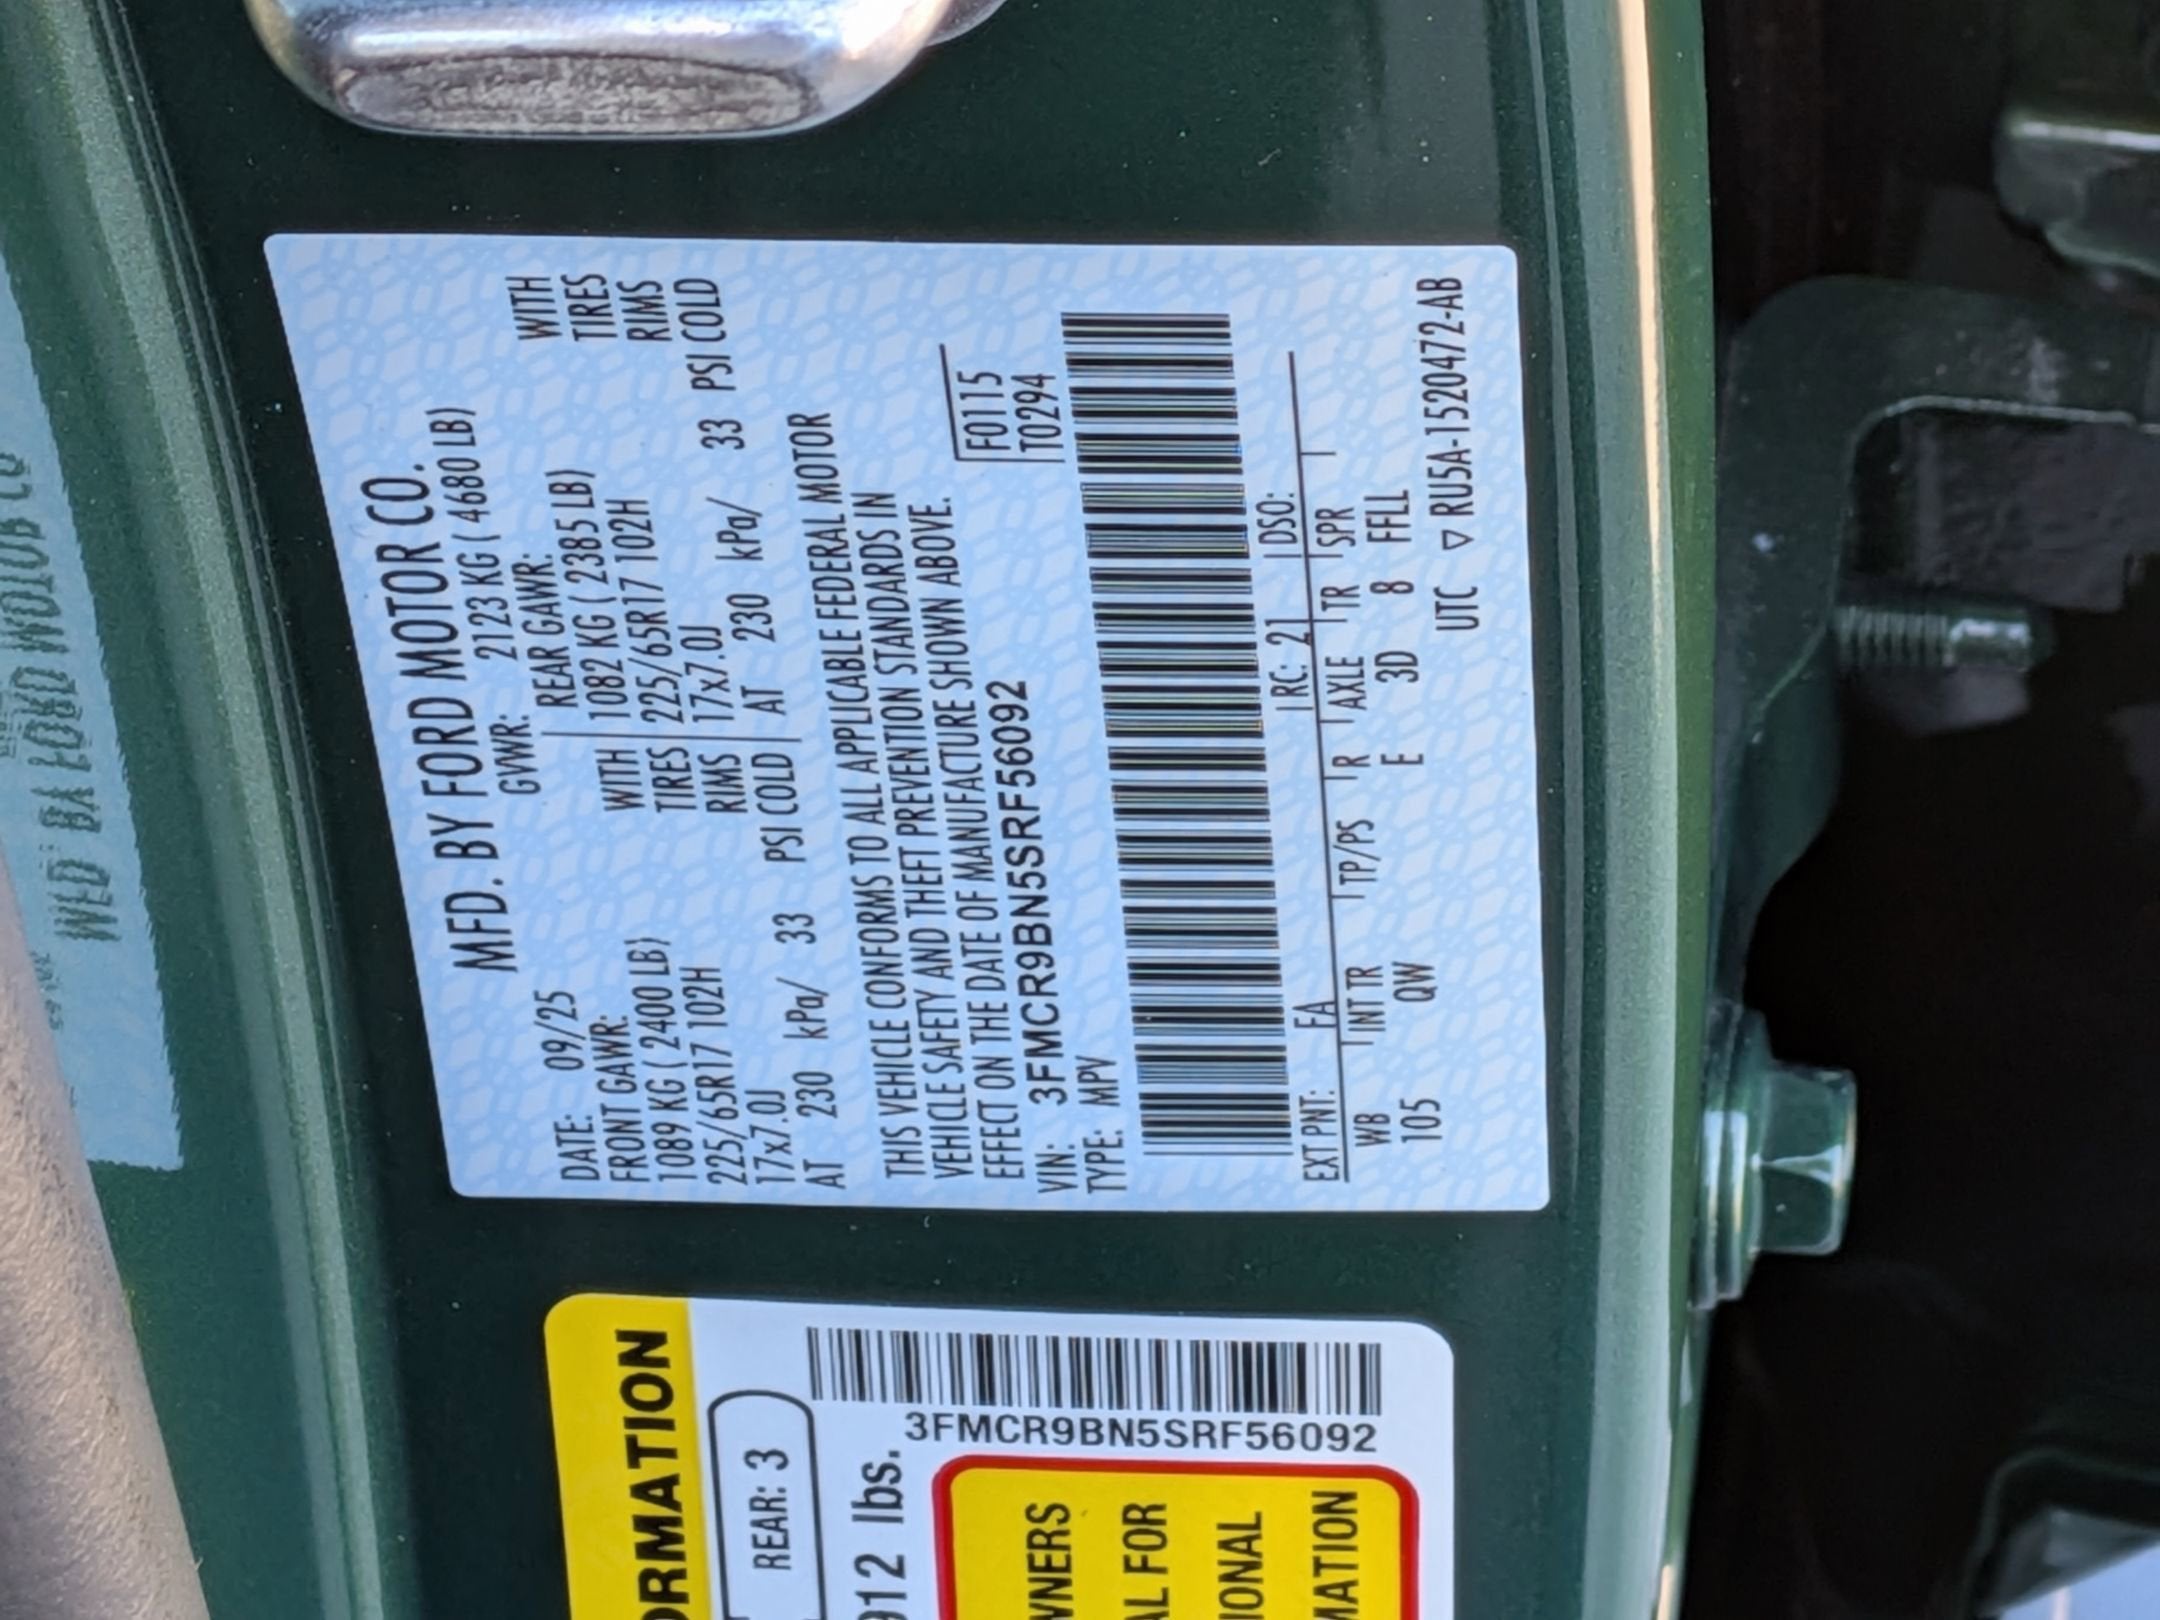 MFD. BY FORD MOTOR CO.
DATE: 09/25 GVWR: 2123 KG ( 4680 LB)
FRONT GAWR: REAR GAWR: WITH
1089 KG ( 2400 LB) WITH 1082 KG ( 2385 LB) TIRES
225/65R17 102H TIRES 225/65R17 102H RIMS
17x7.0J RIMS 17x7.0J
AT 230 kPa/ 33 PSI COLD AT 230 kPa/ 33 PSI COLD
THIS VEHICLE CONFORMS TO ALL APPLICABLE FEDERAL MOTOR
VEHICLE SAFETY AND THEFT PREVENTION STANDARDS IN
EFFECT ON THE DATE OF MANUFACTURE SHOWN ABOVE.
VIN: 3FMCR9BN5SRF56092 F0115
TYPE: MPV T0294
EXT PNT: FA RC: 21 DSO:
WB INT TR TP/PS R AXLE TR SPR
105 QW E 3D 8 FFLL
UTC ▽ RU5A-1520472-AB
ORMATION
REAR: 3
912 lbs.
3FMCR9BN5SRF56092
WNERS
AL FOR
IONAL
MATION
MFD. BY FORD MOTOR CO.